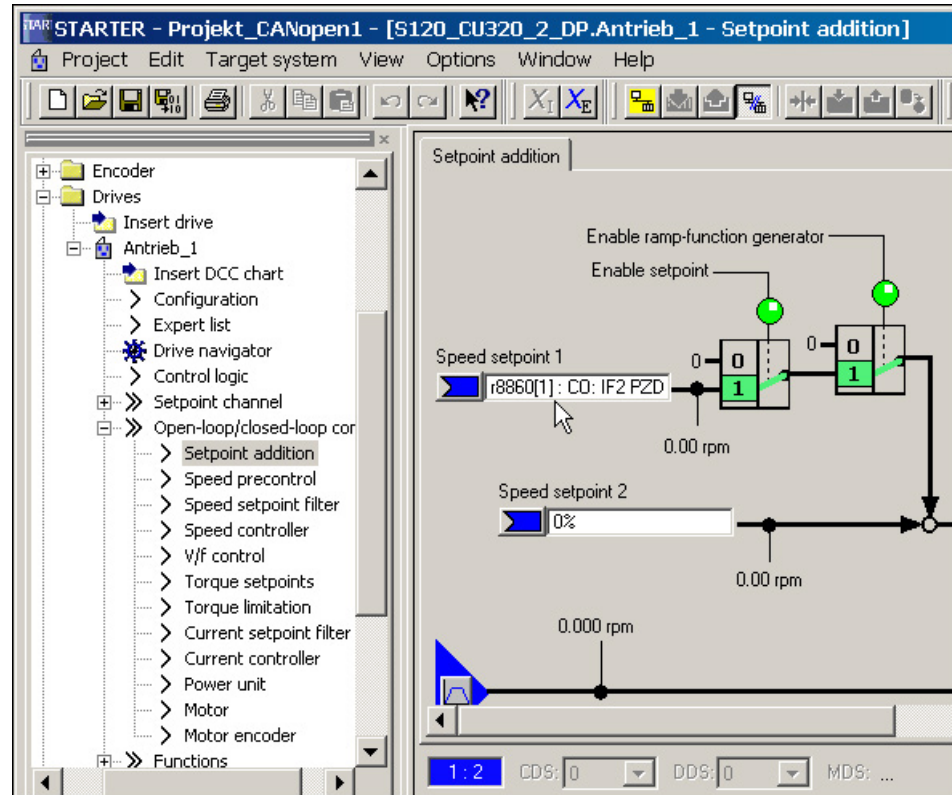 STARTER - Projekt_CANopen1 - [S120_CU320_2_DP.Antrieb_1 - Setpoint addition]
Project Edit Target system View Options Window Help
Encoder
Drives
Insert drive
Antrieb_1
Insert DCC chart
Configuration
Expert list
Drive navigator
Control logic
Setpoint channel
Open-loop/closed-loop cor
Setpoint addition
Speed precontrol
Speed setpoint filter
Speed controller
V/f control
Torque setpoints
Torque limitation
Current setpoint filter
Current controller
Power unit
Motor
Motor encoder
Functions
Setpoint addition
Enable ramp-function generator
Enable setpoint
Speed setpoint 1
r8860[1] : CO: IF2 PZD
0 0
1
0 0
1
0.00 rpm
Speed setpoint 2
0%
0.00 rpm
0.000 rpm
1 : 2 CDS: 0 DDS: 0 MDS: ...